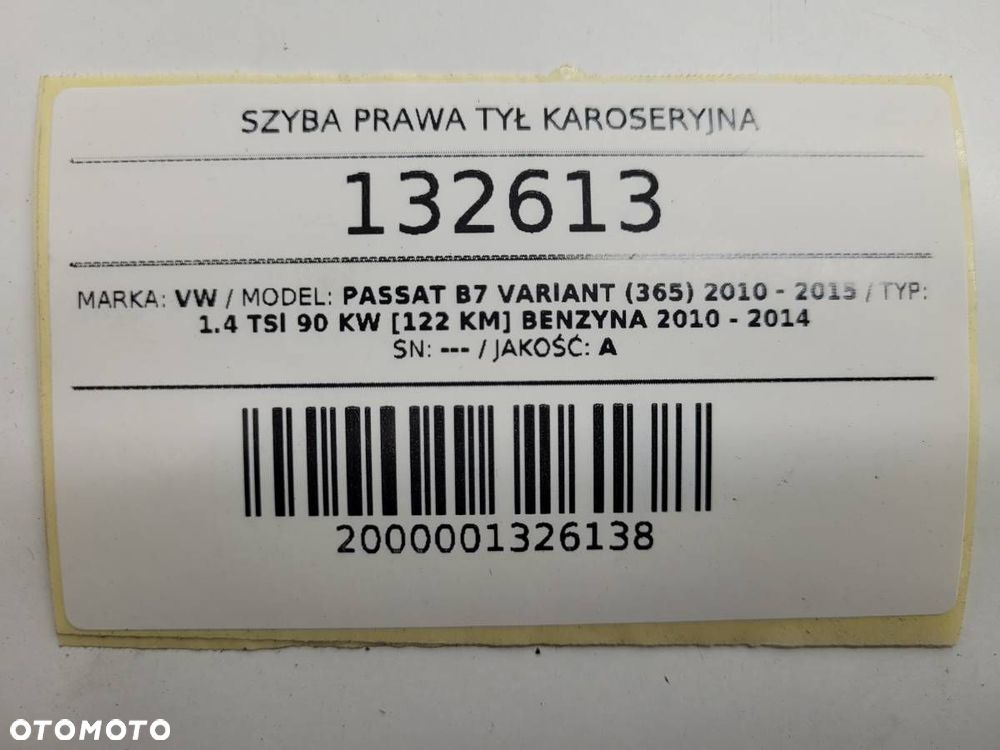 SZYBA PRAWA TYŁ KAROSERYJNA
132613
MARKA: VW / MODEL: PASSAT B7 VARIANT (365) 2010 - 2015 / TYP:
1.4 TSI 90 KW [122 KM] BENZYNA 2010 - 2014
SN: --- / JAKOŚĆ: A
2000001326138
OTOMOTO